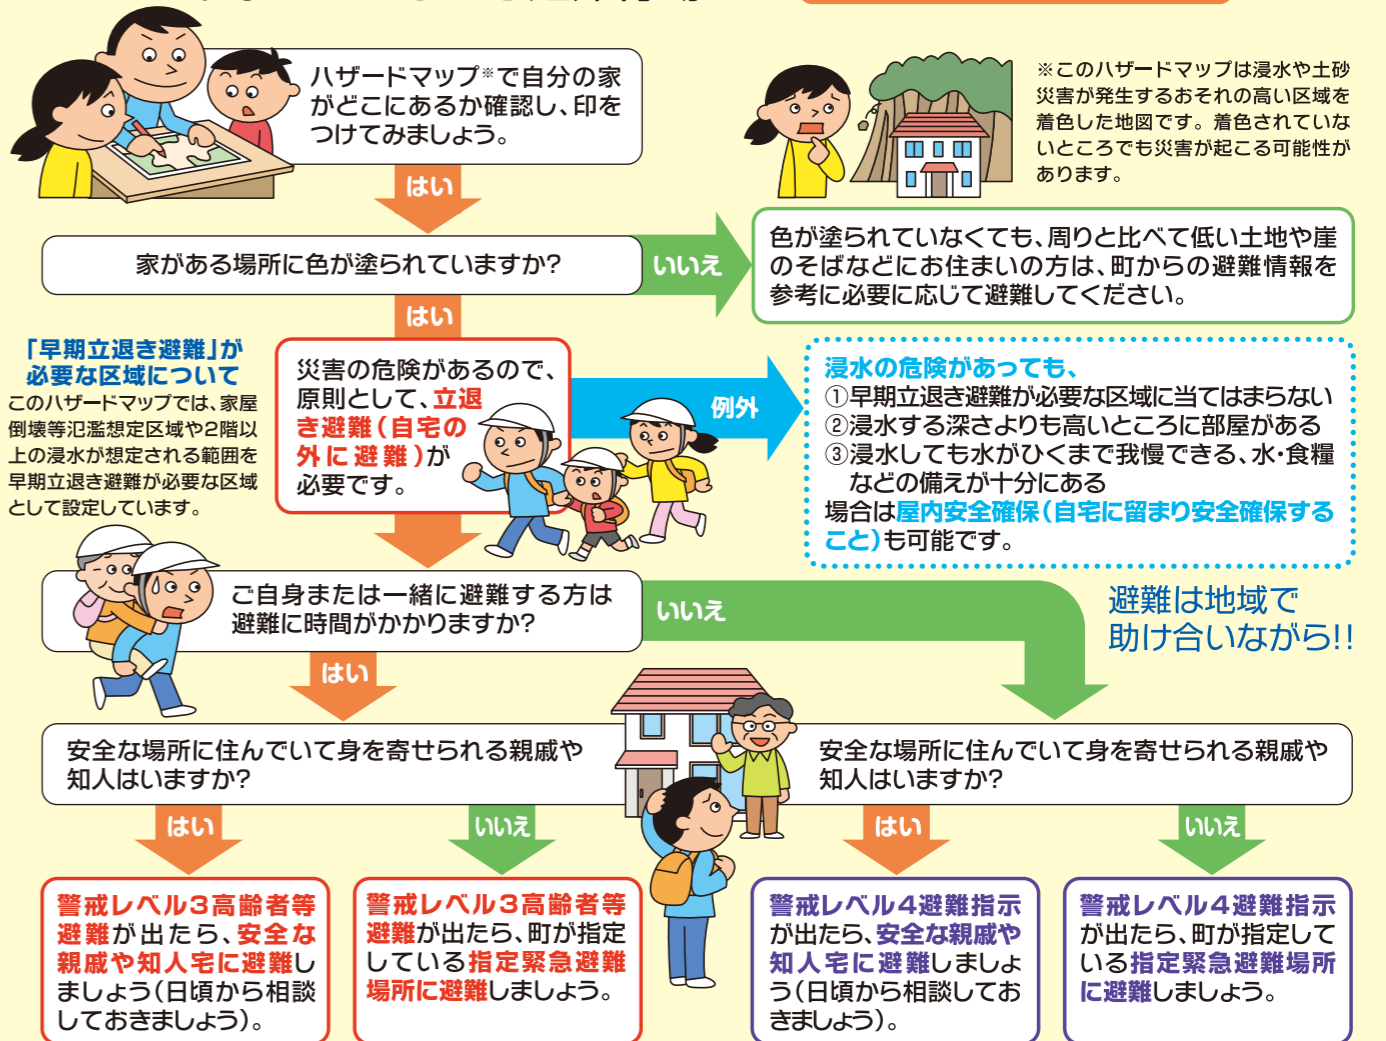 ハザードマップ※で自分の家
がどこにあるか確認し、印を
つけてみましょう。
※このハザードマップは浸水や土砂
災害が発生するおそれの高い区域を
着色した地図です。着色されていな
いところでも災害が起こる可能性が
あります。
はい
家がある場所に色が塗られていますか?
いいえ
色が塗られていなくても、周りと比べて低い土地や崖
のそばなどにお住まいの方は、町からの避難情報を
参考に必要に応じて避難してください。
はい
「早期立退き避難」が
必要な区域について
このハザードマップでは、家屋
倒壊等氾濫想定区域や2階以
上の浸水が想定される範囲を
早期立退き避難が必要な区域
として設定しています。
災害の危険があるので、
原則として、立退
き避難(自宅の
外に避難)が
必要です。
例外
浸水の危険があっても、
①早期立退き避難が必要な区域に当てはまらない
②浸水する深さよりも高いところに部屋がある
③浸水しても水がひくまで我慢できる、水・食糧
などの備えが十分にある
場合は屋内安全確保(自宅に留まり安全確保する
こと)も可能です。
ご自身または一緒に避難する方は
避難に時間がかかりますか?
いいえ
避難は地域で
助け合いながら!!
はい
安全な場所に住んでいて身を寄せられる親戚や
知人はいますか?
安全な場所に住んでいて身を寄せられる親戚や
知人はいますか?
はい
いいえ
はい
いいえ
警戒レベル3高齢者等
避難が出たら、安全な
親戚や知人宅に避難し
ましょう(日頃から相談
しておきましょう)。
警戒レベル3高齢者等
避難が出たら、町が指定
している指定緊急避難
場所に避難しましょう。
警戒レベル4避難指示
が出たら、安全な親戚や
知人宅に避難しましょ
う(日頃から相談してお
きましょう)。
警戒レベル4避難指示
が出たら、町が指定して
いる指定緊急避難場所
に避難しましょう。